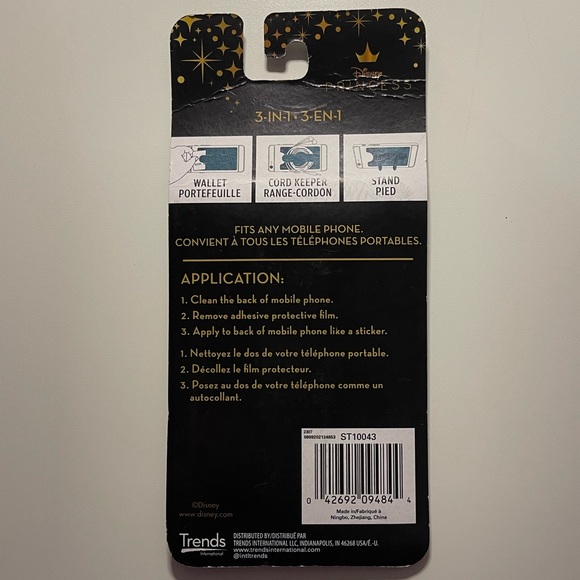 Disney
PRINCESS
3-IN-1 • 3-EN-1
WALLET
PORTEFEUILLE
CORD KEEPER
RANGE-CORDON
STAND
PIED
FITS ANY MOBILE PHONE.
CONVIENT À TOUS LES TÉLÉPHONES PORTABLES.
APPLICATION:
1. Clean the back of mobile phone.
2. Remove adhesive protective film.
3. Apply to back of mobile phone like a sticker.
1. Nettoyez le dos de votre téléphone portable.
2. Décollez le film protecteur.
3. Posez au dos de votre téléphone comme un
autocollant.
2307
ST10043
0 42692 09484 4
Made in/Fabriqué à
Ningbo, Zhejiang, China
©Disney
www.disney.com
Trends
International
DISTRIBUTED BY/DISTRIBUÉ PAR
TRENDS INTERNATIONAL LLC, INDIANAPOLIS, IN 46268 USA/É.-U.
www.trendsinternational.com
@intltrends